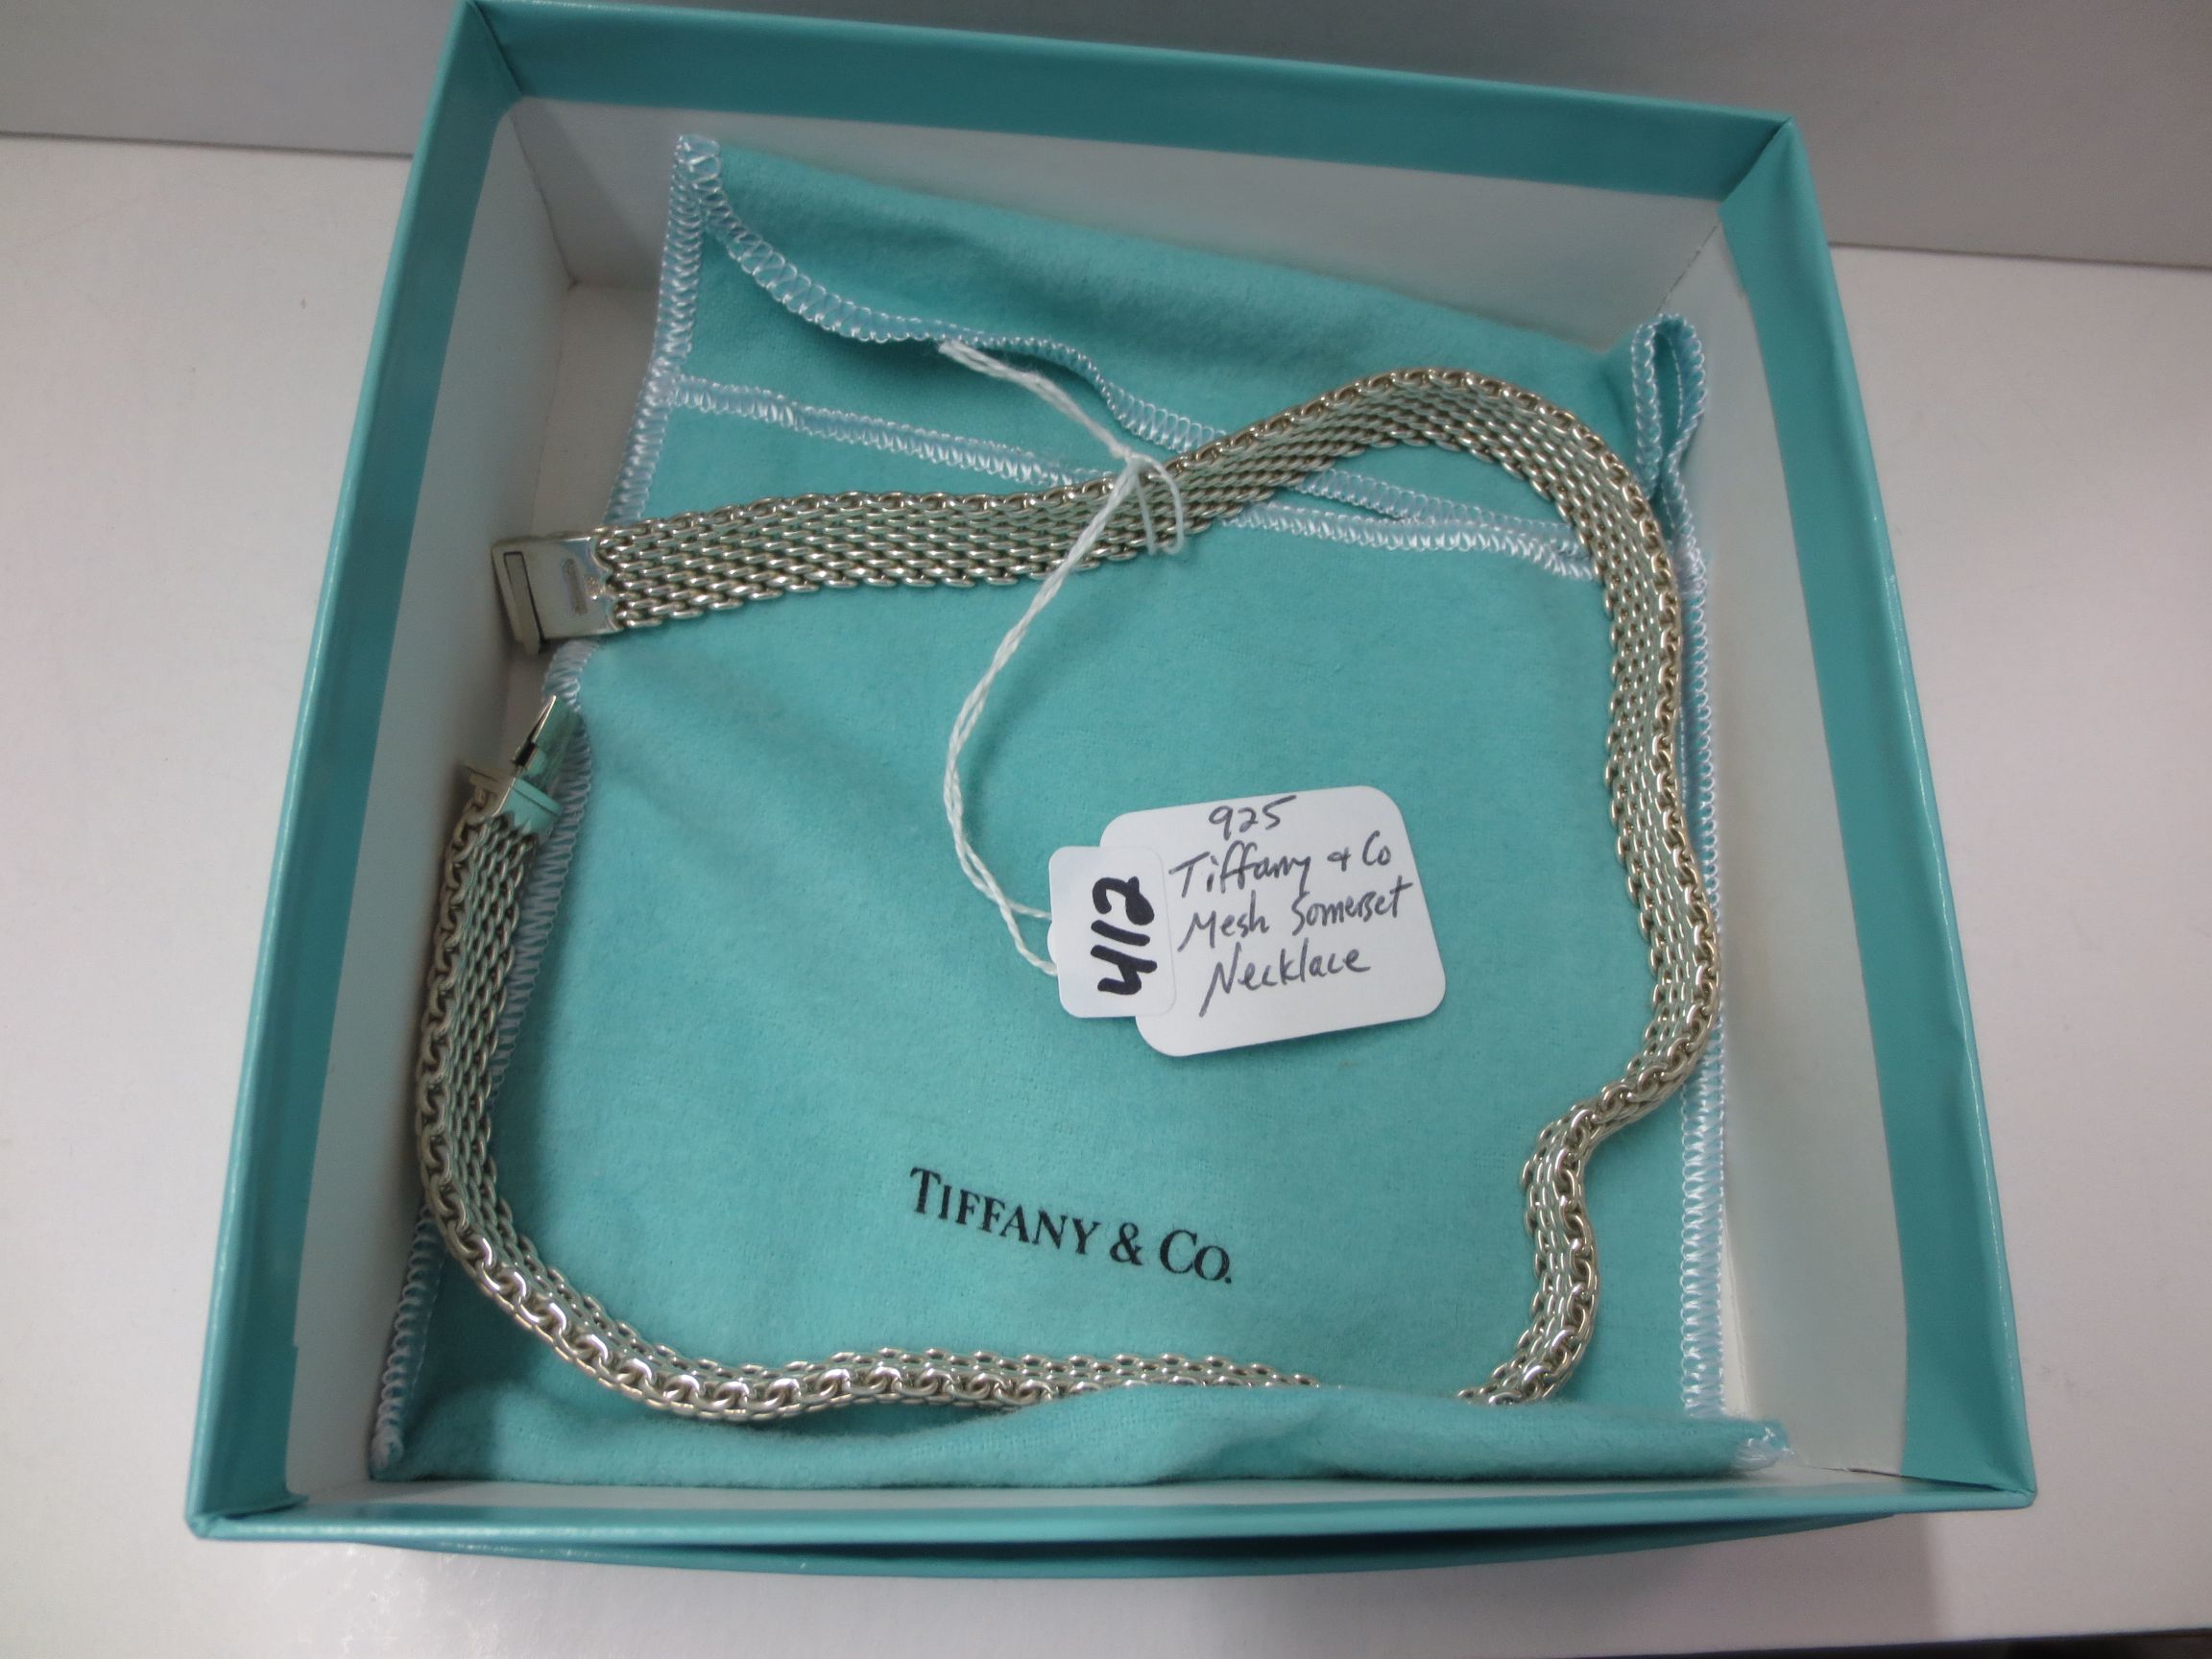 925
Tiffany & Co
Mesh Somerset
Necklace
412
TIFFANY & CO.